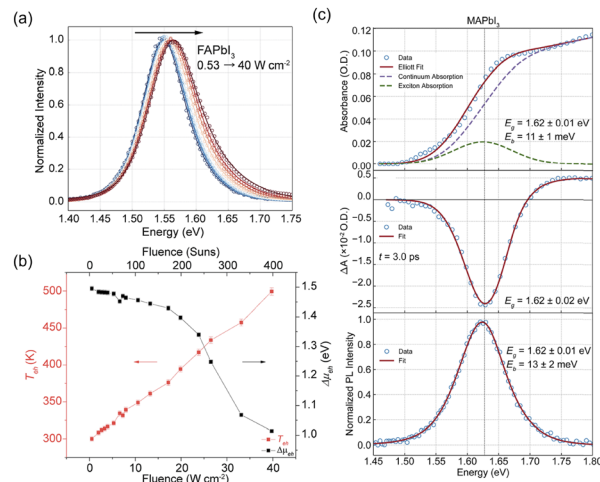 (a)
FAPbI3
0.53 → 40 W cm-2
1.0
0.8
0.6
0.4
0.2
0.0
Normalized Intensity
1.40 1.45 1.50 1.55 1.60 1.65 1.70 1.75
Energy (eV)
(b)
Fluence (Suns)
0 100 200 300 400
500
450
400
350
300
Teh (K)
1.5
1.4
1.3
1.2
1.1
1.0
Δμeh (eV)
Teh
Δμeh
0 10 20 30 40
Fluence (W cm-2)
(c)
MAPbI3
0.12
0.10
0.08
0.06
0.04
0.02
0.00
Absorbance (O.D.)
Data
Elliott Fit
Continuum Absorption
Exciton Absorption
Eg = 1.62 ± 0.01 eV
Eb = 11 ± 1 meV
0.5
0.0
-0.5
-1.0
-1.5
-2.0
-2.5
ΔA (×10-2 O.D.)
Data
Fit
t = 3.0 ps
Eg = 1.62 ± 0.02 eV
1.0
0.8
0.6
0.4
0.2
0.0
Normalized PL Intensity
Data
Fit
Eg = 1.62 ± 0.01 eV
Eb = 13 ± 2 meV
1.45 1.50 1.55 1.60 1.65 1.70 1.75 1.80
Energy (eV)